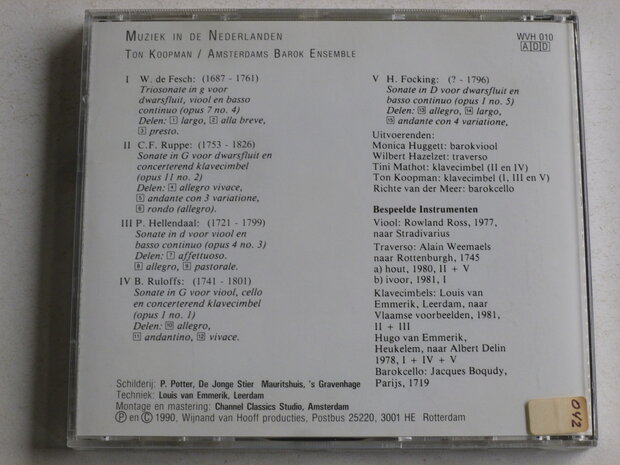 MUZIEK IN DE NEDERLANDEN
TON KOOPMAN / AMSTERDAMS BAROK ENSEMBLE
WVH 010
ADD
I W. de Fesch: (1687 - 1761)
Triosonate in g voor
dwarsfluit, viool en basso
continuo (opus 7 no. 4)
Delen: 1 largo, 2 alla breve,
3 presto.
II C.F. Ruppe: (1753 - 1826)
Sonate in G voor dwarsfluit en
concerterend klavecimbel
(opus 11 no. 2)
Delen: 4 allegro vivace,
5 andante con 3 variatione,
6 rondo (allegro).
III P. Hellendaal: (1721 - 1799)
Sonate in d voor viool en
basso continuo (opus 4 no. 3)
Delen: 7 affettuoso.
8 allegro, 9 pastorale.
IV B. Ruloffs: (1741 - 1801)
Sonate in G voor viool, cello
en concerterend klavecimbel
(opus 1 no. 1)
Delen: 10 allegro,
11 andantino, 12 vivace.
V H. Focking: (? - 1796)
Sonate in D voor dwarsfluit en
basso continuo (opus 1 no. 5)
Delen: 13 allegro, 14 largo,
15 andante con 4 variatione,
Uitvoerenden:
Monica Huggett: barokviool
Wilbert Hazelzet: traverso
Tini Mathot: klavecimbel (II en IV)
Ton Koopman: klavecimbel (I, III en V)
Richte van der Meer: barokcello
Bespeelde Instrumenten
Viool: Rowland Ross, 1977,
naar Stradivarius
Traverso: Alain Weemaels
naar Rottenburgh, 1745
a) hout, 1980, II + V
b) ivoor, 1981, I
Klavecimbels: Louis van
Emmerik, Leerdam, naar
Vlaamse voorbeelden, 1981,
II + III
Hugo van Emmerik,
Heukelem, naar Albert Delin
1978, I + IV + V
Barokcello: Jacques Boqudy,
Parijs, 1719
Schilderij: P. Potter, De Jonge Stier Mauritshuis, 's Gravenhage
Techniek: Louis van Emmerik, Leerdam
Montage en mastering: Channel Classics Studio, Amsterdam
Ⓟ en Ⓒ 1990, Wijnand van Hooff producties, Postbus 25220, 3001 HE Rotterdam
042